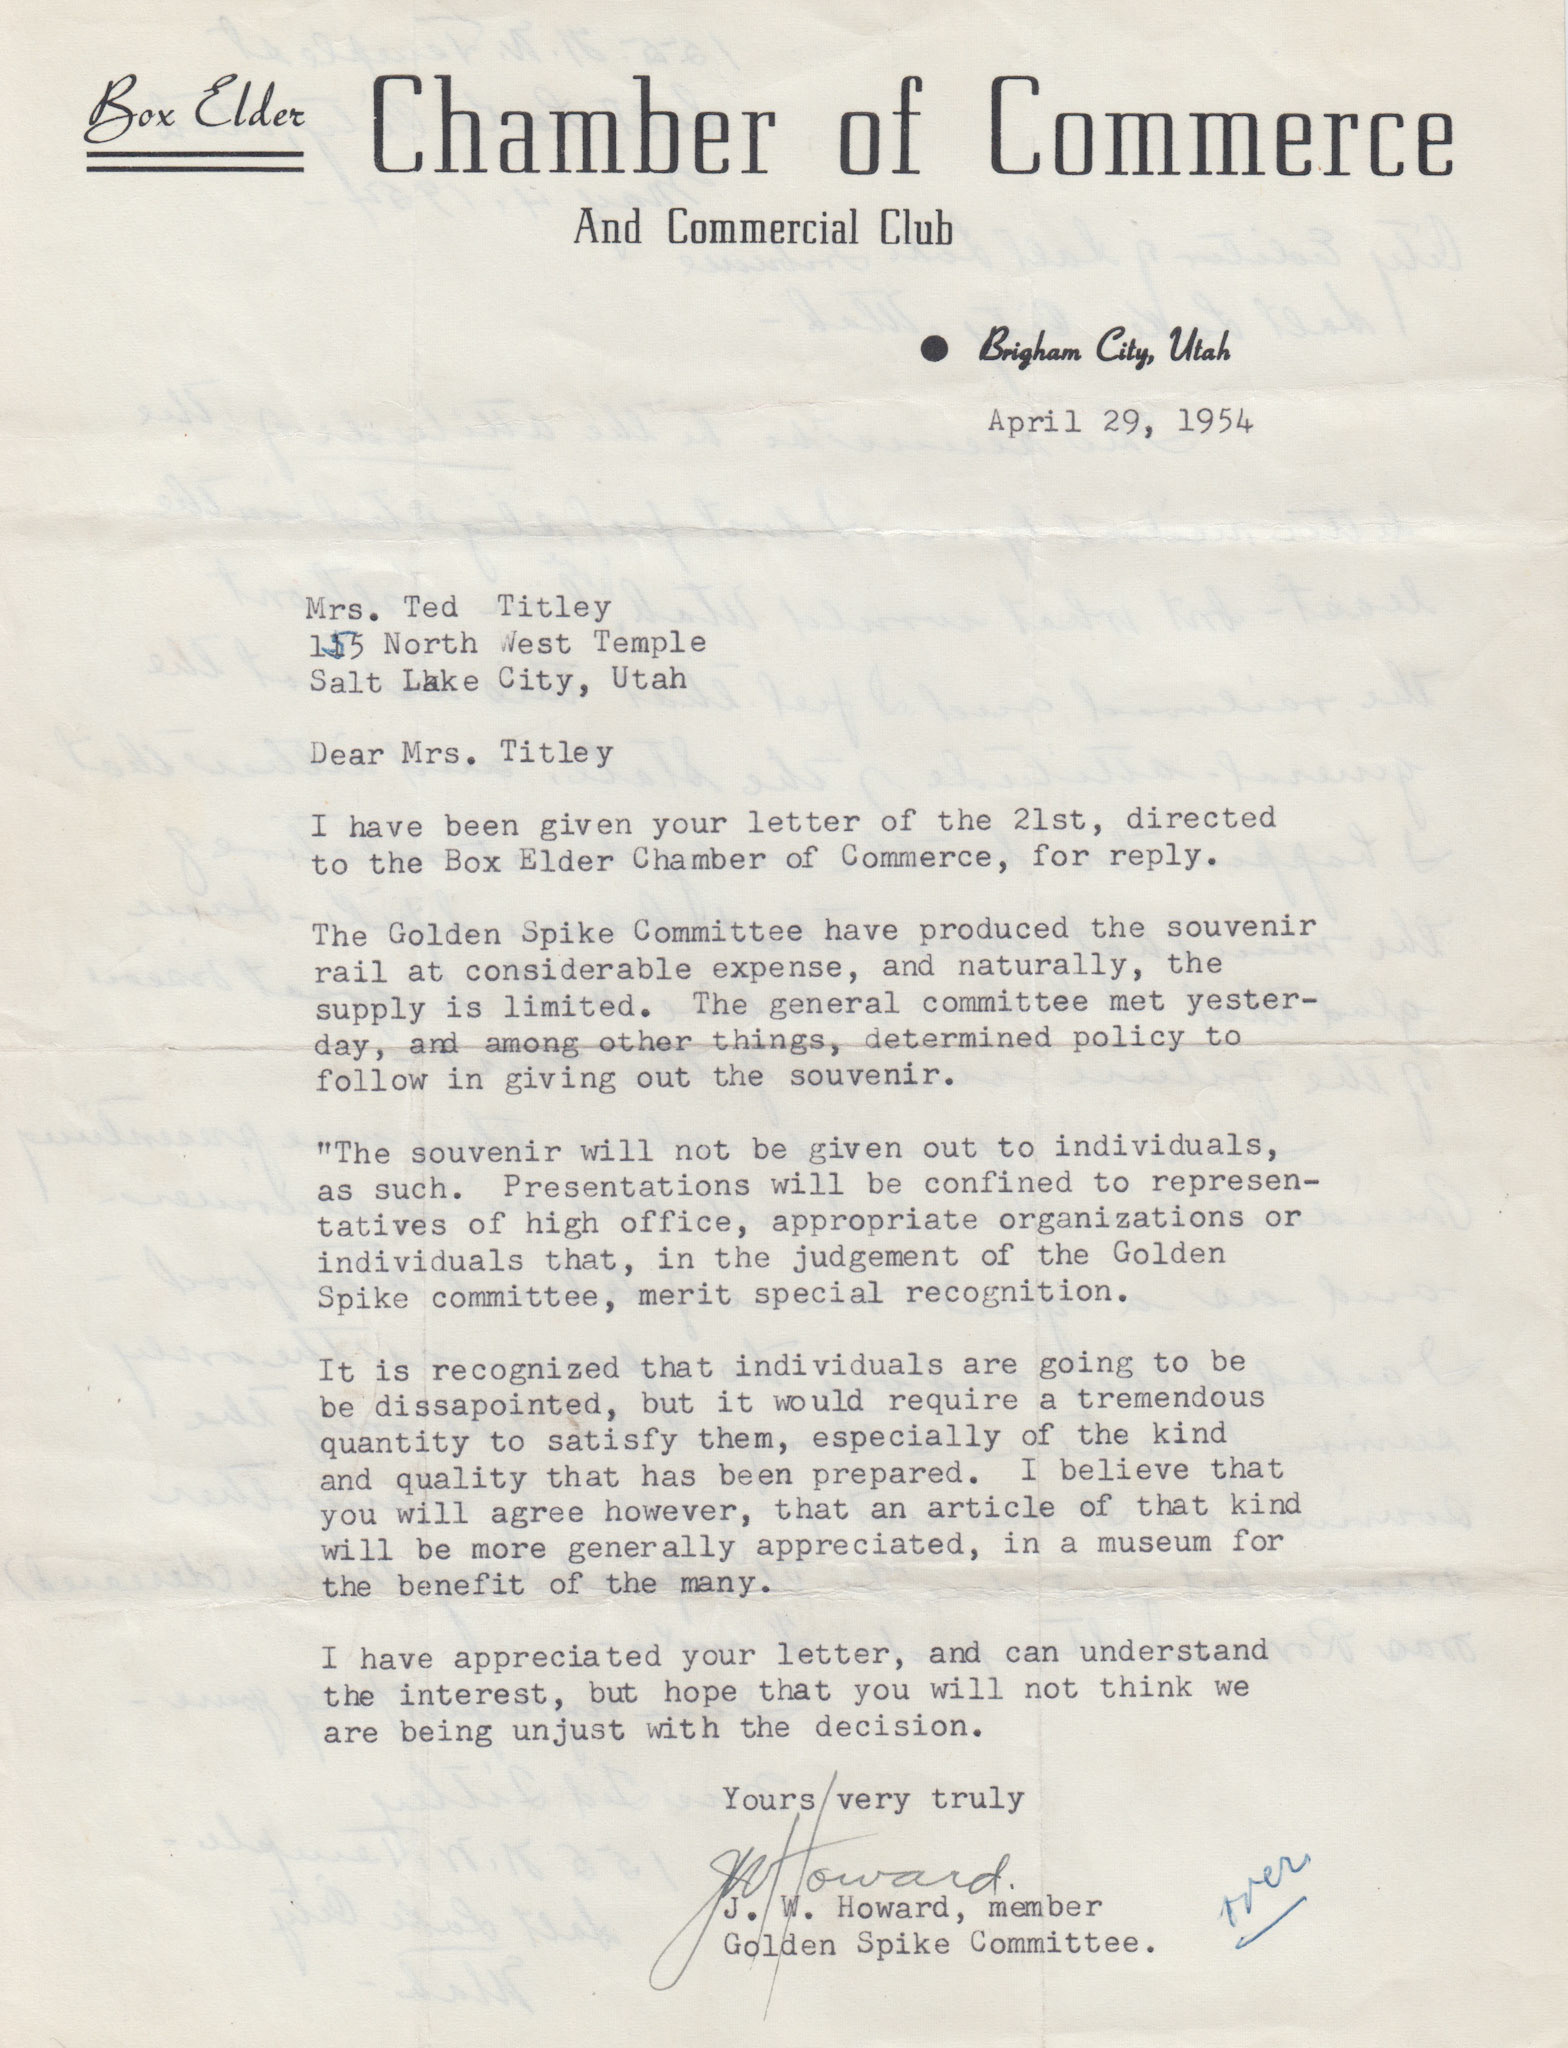 Box Elder Chamber of Commerce
And Commercial Club
Brigham City, Utah
April 29, 1954
Mrs. Ted Titley
155 North West Temple
Salt Lake City, Utah
Dear Mrs. Titley
I have been given your letter of the 21st, directed
to the Box Elder Chamber of Commerce, for reply.
The Golden Spike Committee have produced the souvenir
rail at considerable expense, and naturally, the
supply is limited. The general committee met yester-
day, and among other things, determined policy to
follow in giving out the souvenir.
"The souvenir will not be given out to individuals,
as such. Presentations will be confined to represen-
tatives of high office, appropriate organizations or
individuals that, in the judgement of the Golden
Spike committee, merit special recognition.
It is recognized that individuals are going to be
be dissapointed, but it would require a tremendous
quantity to satisfy them, especially of the kind
and quality that has been prepared. I believe that
you will agree however, that an article of that kind
will be more generally appreciated, in a museum for
the benefit of the many.
I have appreciated your letter, and can understand
the interest, but hope that you will not think we
are being unjust with the decision.
Yours very truly
JW Howard.
J. W. Howard, member
Golden Spike Committee.
over